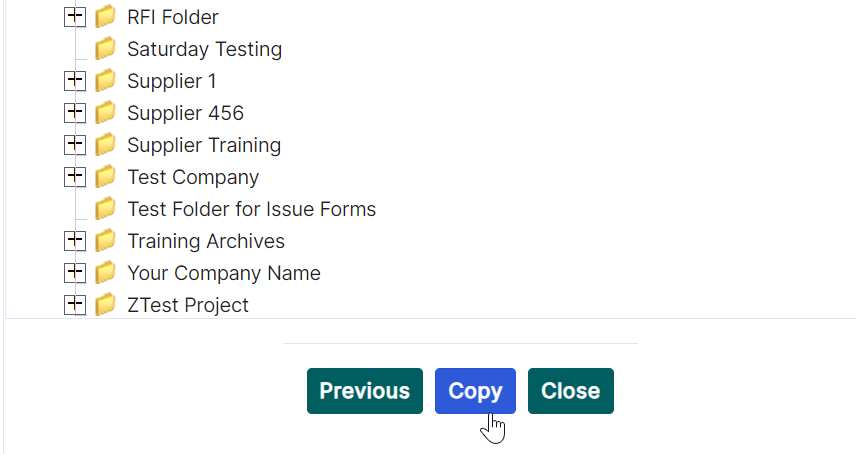 RFI Folder
Saturday Testing
Supplier 1
Supplier 456
Supplier Training
Test Company
Test Folder for Issue Forms
Training Archives
Your Company Name
ZTest Project
Previous Copy Close